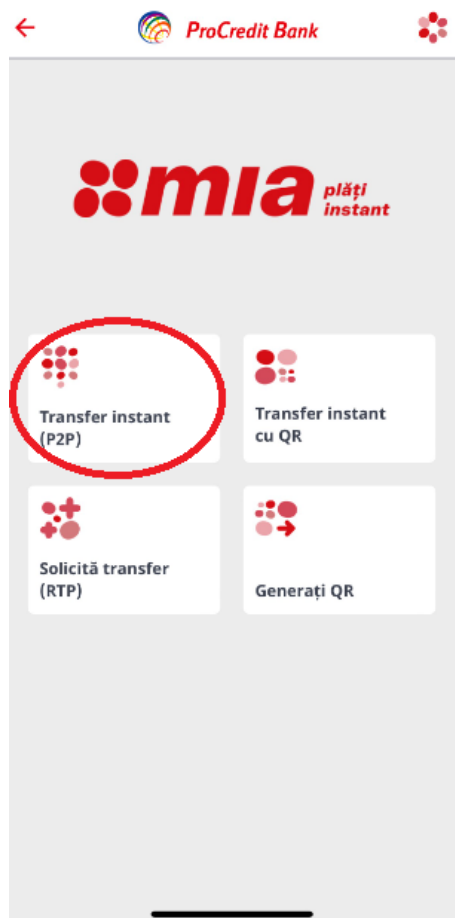 ProCredit Bank
mia plăți
instant
Transfer instant
(P2P)
Transfer instant
cu QR
Solicită transfer
(RTP)
Generați QR